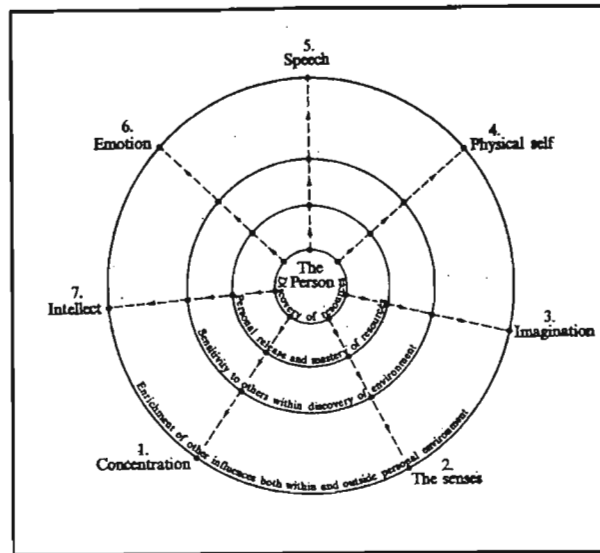 5.
Speech
6.
Emotion
4.
Physical self
The
Person
Discovery of resources
7.
Intellect
3.
Imagination
Personal release and mastery of resources
Sensitivity to others within discovery of environment
Enrichment of other influences both within and outside personal environment
1.
Concentration
2.
The senses